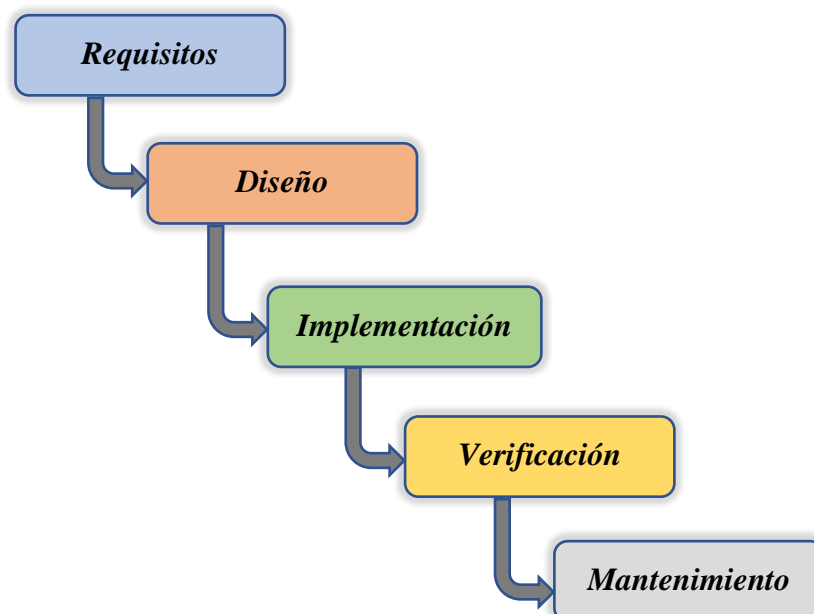 Requisitos
Diseño
Implementación
Verificación
Mantenimiento